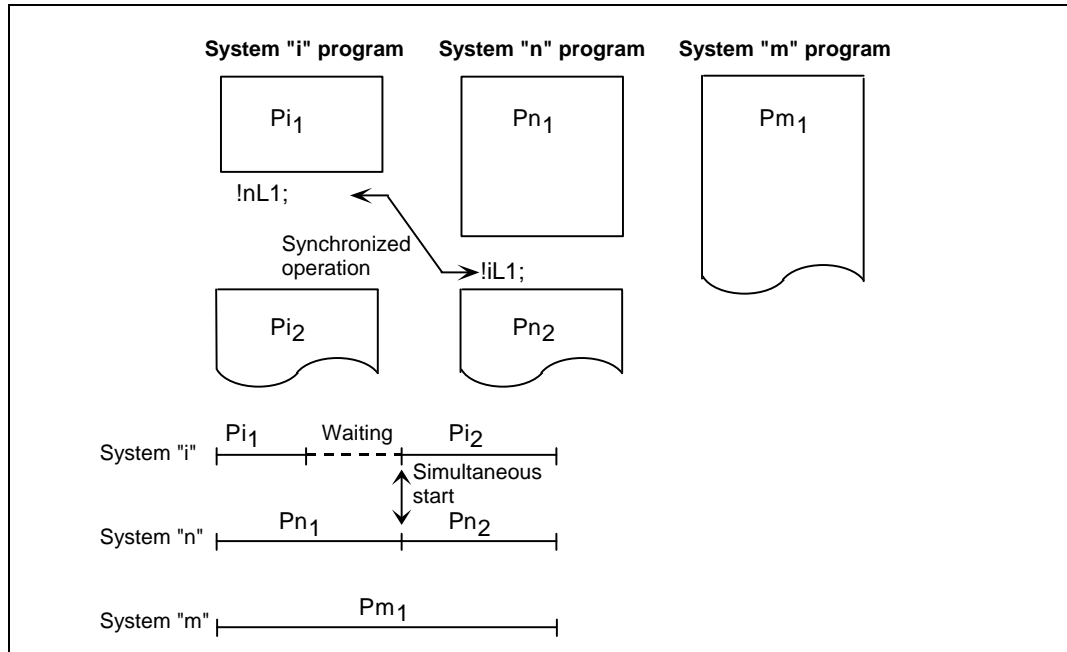 System "i" program
System "n" program
System "m" program
Pi1
Pn1
Pm1
!nL1;
Synchronized
operation
!iL1;
Pi2
Pn2
Pi1
Waiting
Pi2
System "i"
Simultaneous
start
Pn1
Pn2
System "n"
Pm1
System "m"